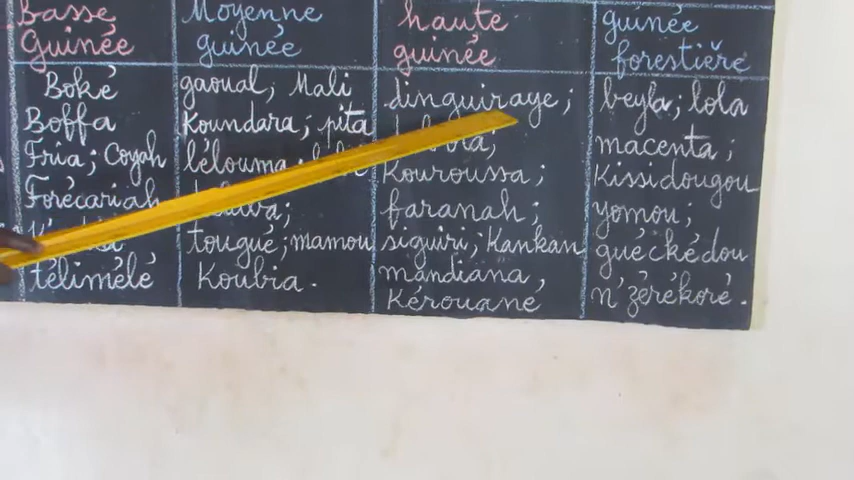 Basse
Guinée
Boké
Boffa
Fria; Coyah
Forécariah
télimélé
Moyenne
guinée
gaoual; Mali
Koundara; pita
lélouma;
tougué; mamou
Koubia.
haute
guinée
dinguiraye;
Kouroussa;
faranah;
siguiri; Kankan
mandiana,
Kérouané
guinée
forestière
beyla; lola
macenta;
Kissidougou
yomou;
guéckédou
n'zérékoré.